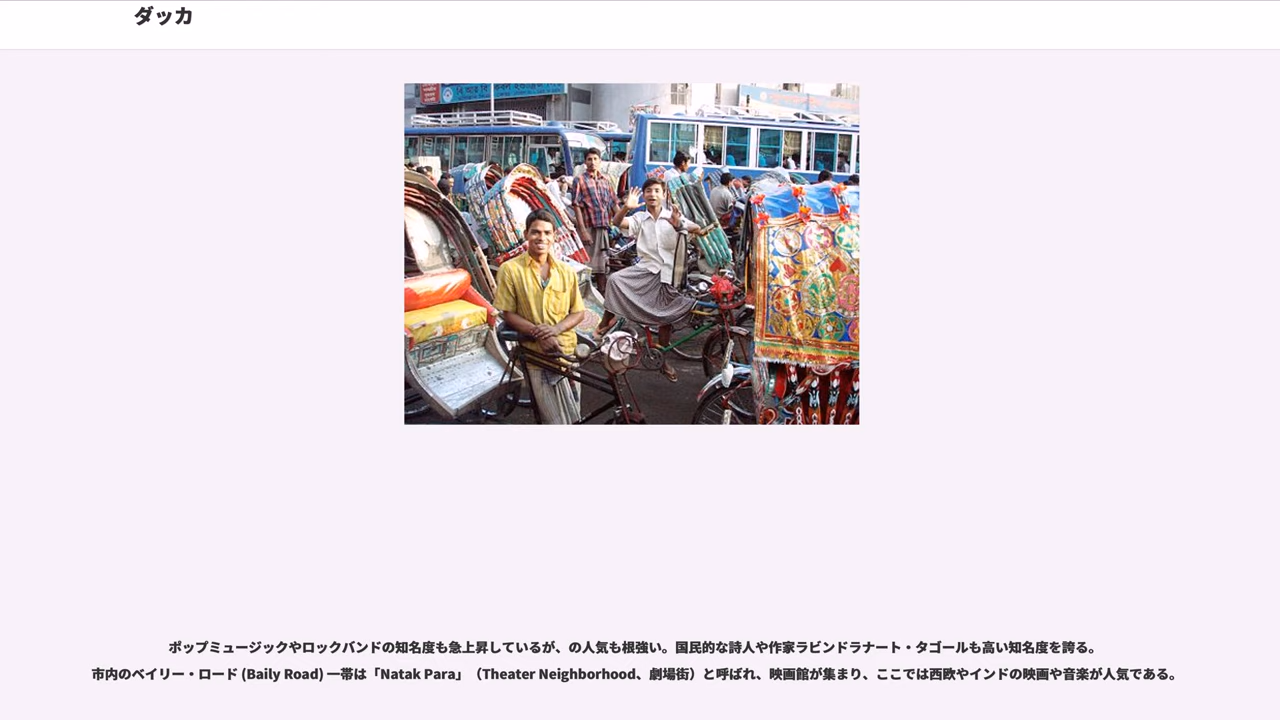 ダッカ
ポップミュージックやロックバンドの知名度も急上昇しているが、の人気も根強い。国民的な詩人や作家ラビンドラナート・タゴールも高い知名度を誇る。
市内のベイリー・ロード (Baily Road) 一帯は「Natak Para」（Theater Neighborhood、劇場街）と呼ばれ、映画館が集まり、ここでは西欧やインドの映画や音楽が人気である。